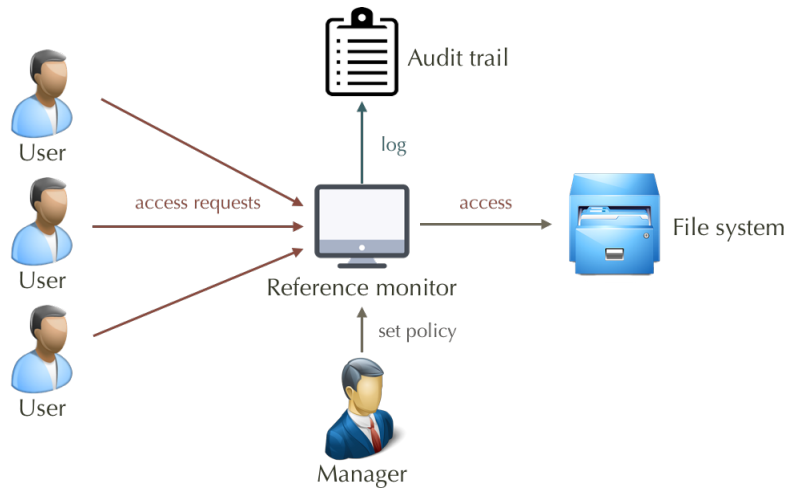 Audit trail
User
log
access requests
access
User
File system
Reference monitor
set policy
User
Manager